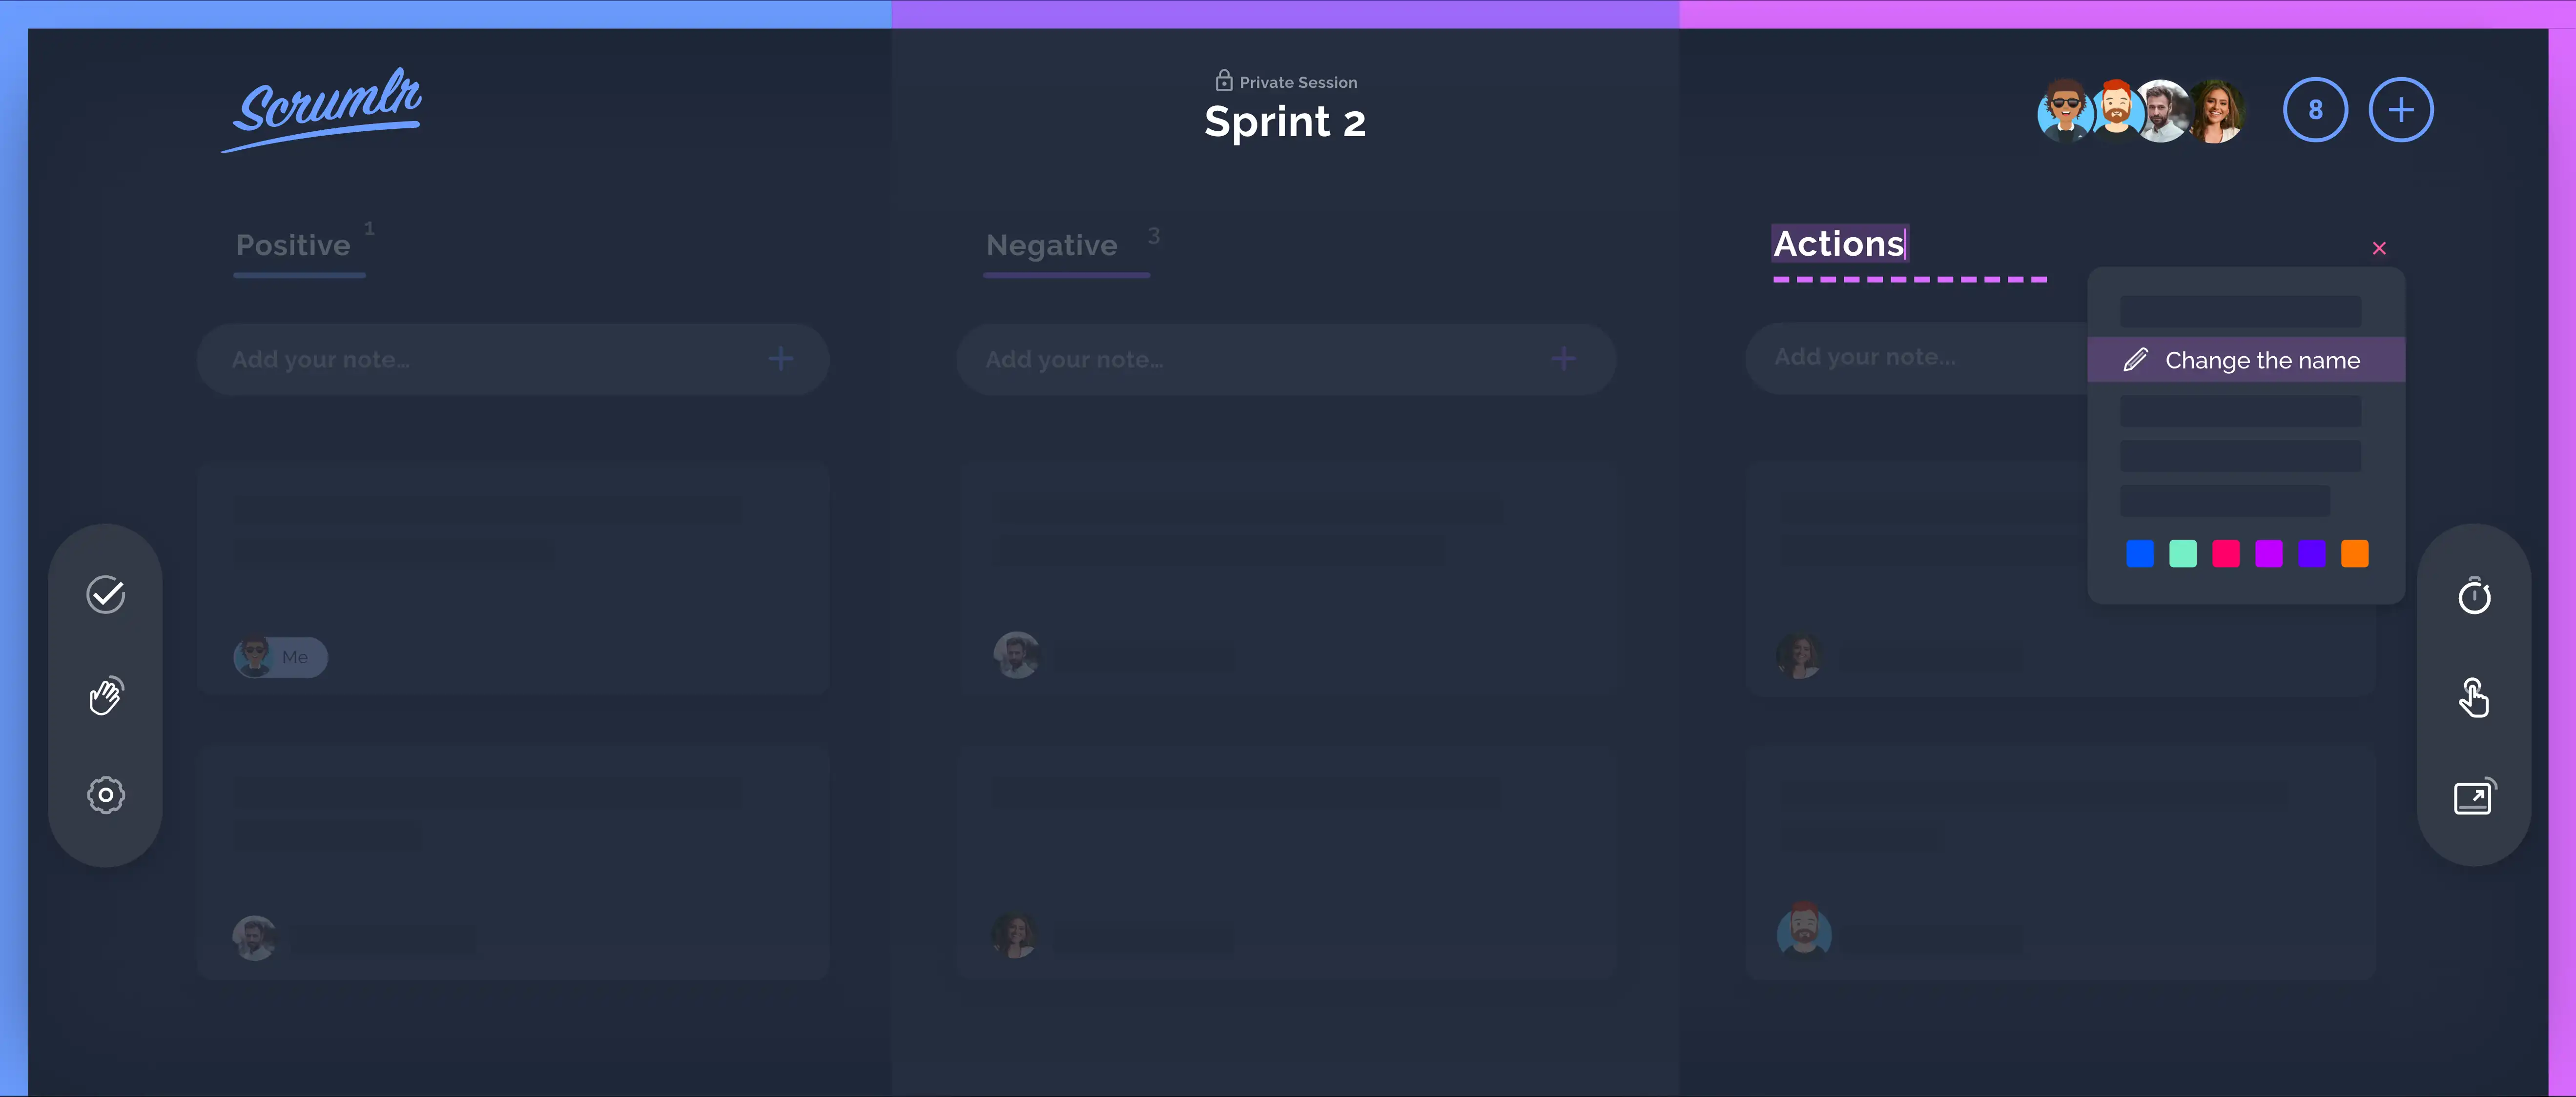 Scrumlr
Private Session
Sprint 2
8
Positive 1
Negative 3
Actions
Add your note...
Add your note...
Add your note...
Change the name
Me